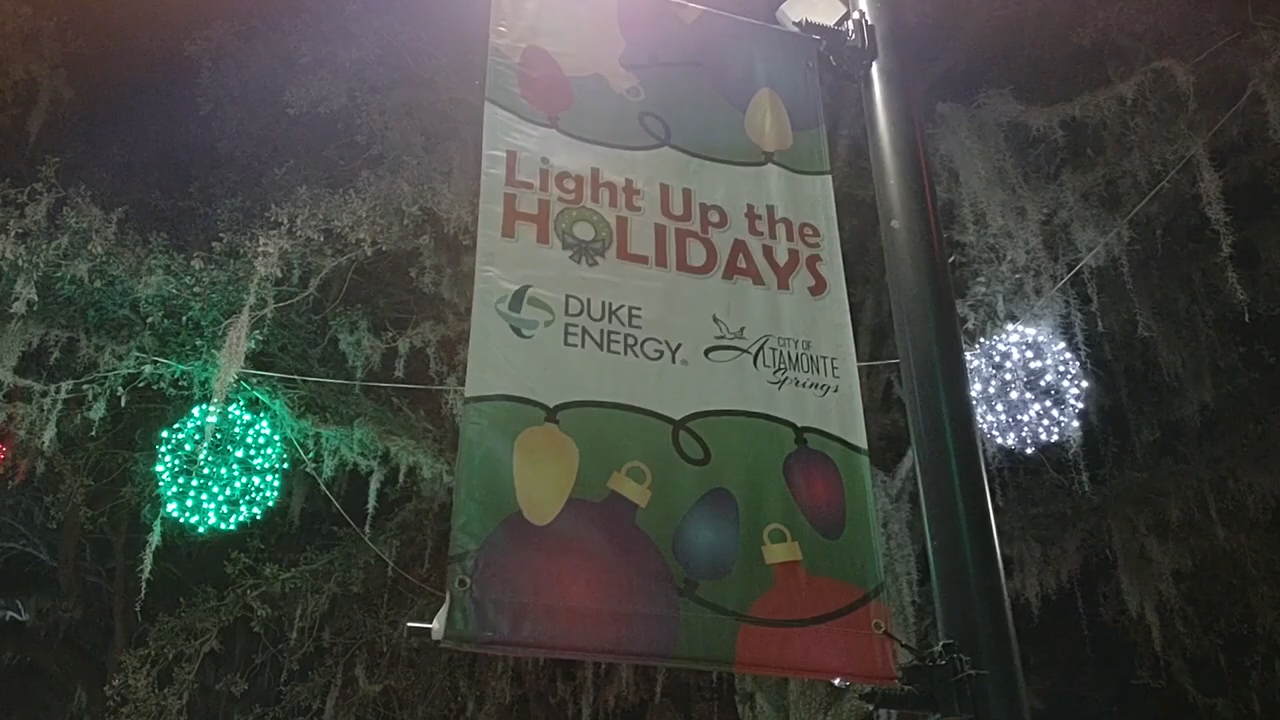 Light Up the
HOLIDAYS
DUKE
ENERGY®
CITY OF
ALTAMONTE
Springs